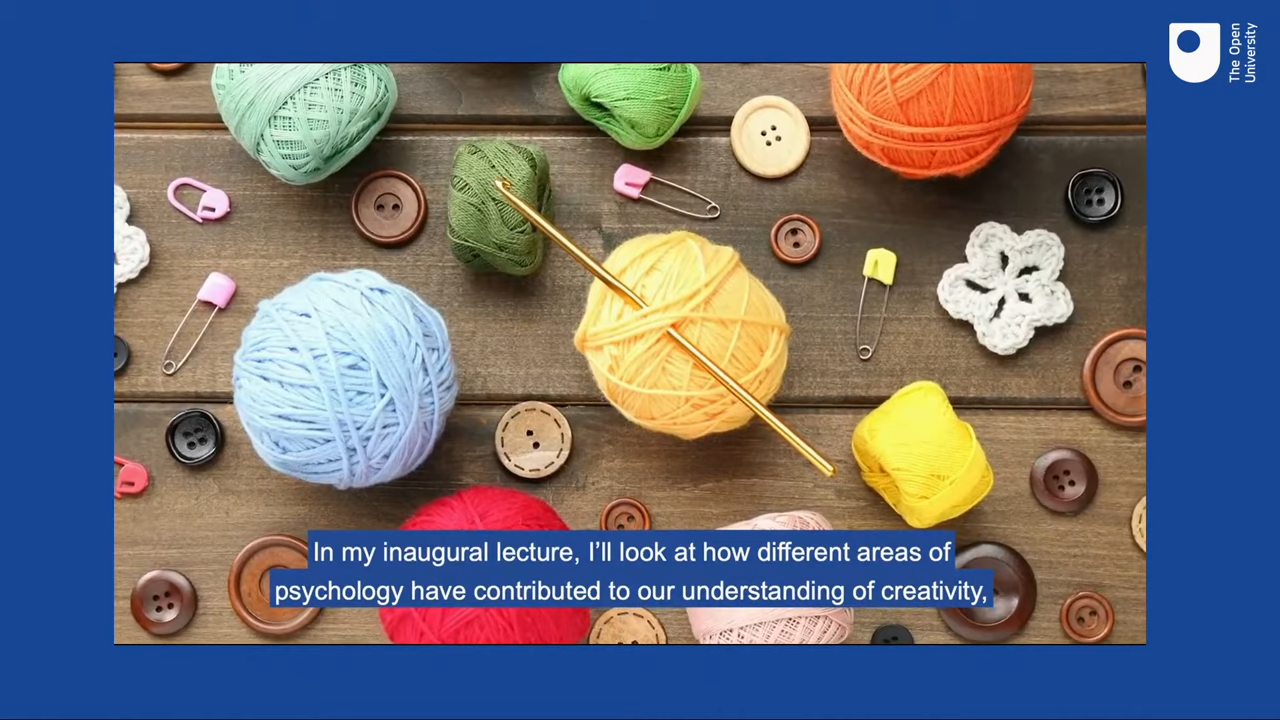 The Open
University
In my inaugural lecture, I'll look at how different areas of
psychology have contributed to our understanding of creativity,